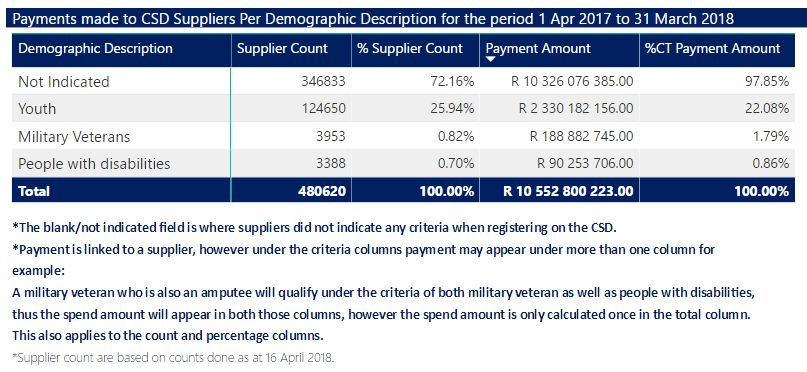 Payments made to CSD Suppliers Per Demographic Description for the period 1 Apr 2017 to 31 March 2018
Demographic Description Supplier Count % Supplier Count Payment Amount %CT Payment Amount
Not Indicated 346833 72.16% R 10 326 076 385.00 97.85%
Youth 124650 25.94% R 2 330 182 156.00 22.08%
Military Veterans 3953 0.82% R 188 882 745.00 1.79%
People with disabilities 3388 0.70% R 90 253 706.00 0.86%
Total 480620 100.00% R 10 552 800 223.00 100.00%
*The blank/not indicated field is where suppliers did not indicate any criteria when registering on the CSD.
*Payment is linked to a supplier, however under the criteria columns payment may appear under more than one column for
example:
A military veteran who is also an amputee will qualify under the criteria of both military veteran as well as people with disabilities,
thus the spend amount will appear in both those columns, however the spend amount is only calculated once in the total column.
This also applies to the count and percentage columns.
*Supplier count are based on counts done as at 16 April 2018.